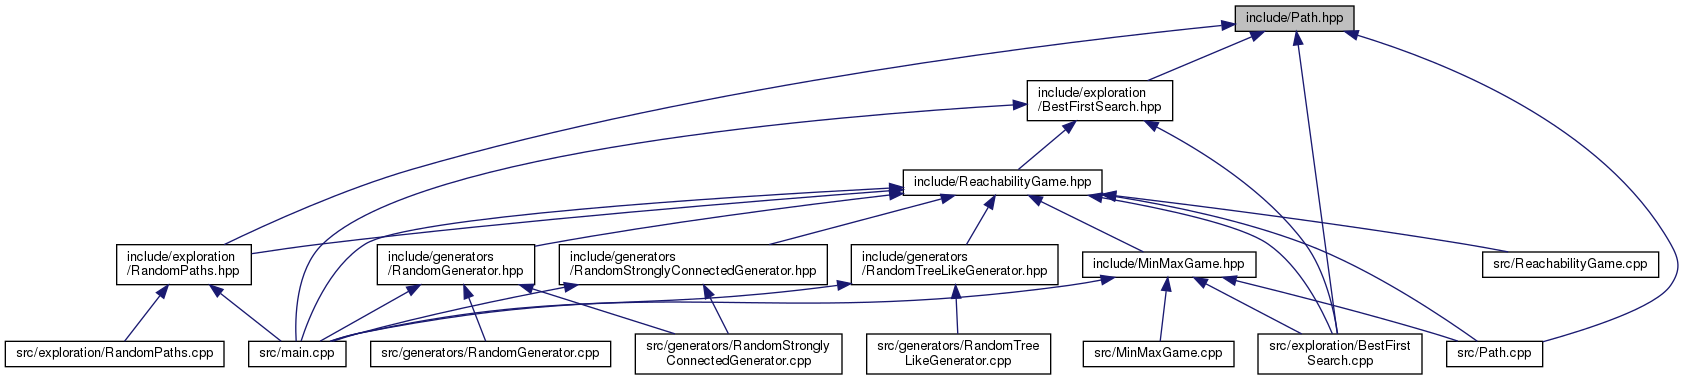 include/Path.hpp
include/exploration
/BestFirstSearch.hpp
include/ReachabilityGame.hpp
include/exploration
/RandomPaths.hpp
include/generators
/RandomGenerator.hpp
include/generators
/RandomStronglyConnectedGenerator.hpp
include/generators
/RandomTreeLikeGenerator.hpp
include/MinMaxGame.hpp
src/ReachabilityGame.cpp
src/exploration/RandomPaths.cpp
src/main.cpp
src/generators/RandomGenerator.cpp
src/generators/RandomStrongly
ConnectedGenerator.cpp
src/generators/RandomTree
LikeGenerator.cpp
src/MinMaxGame.cpp
src/exploration/BestFirst
Search.cpp
src/Path.cpp